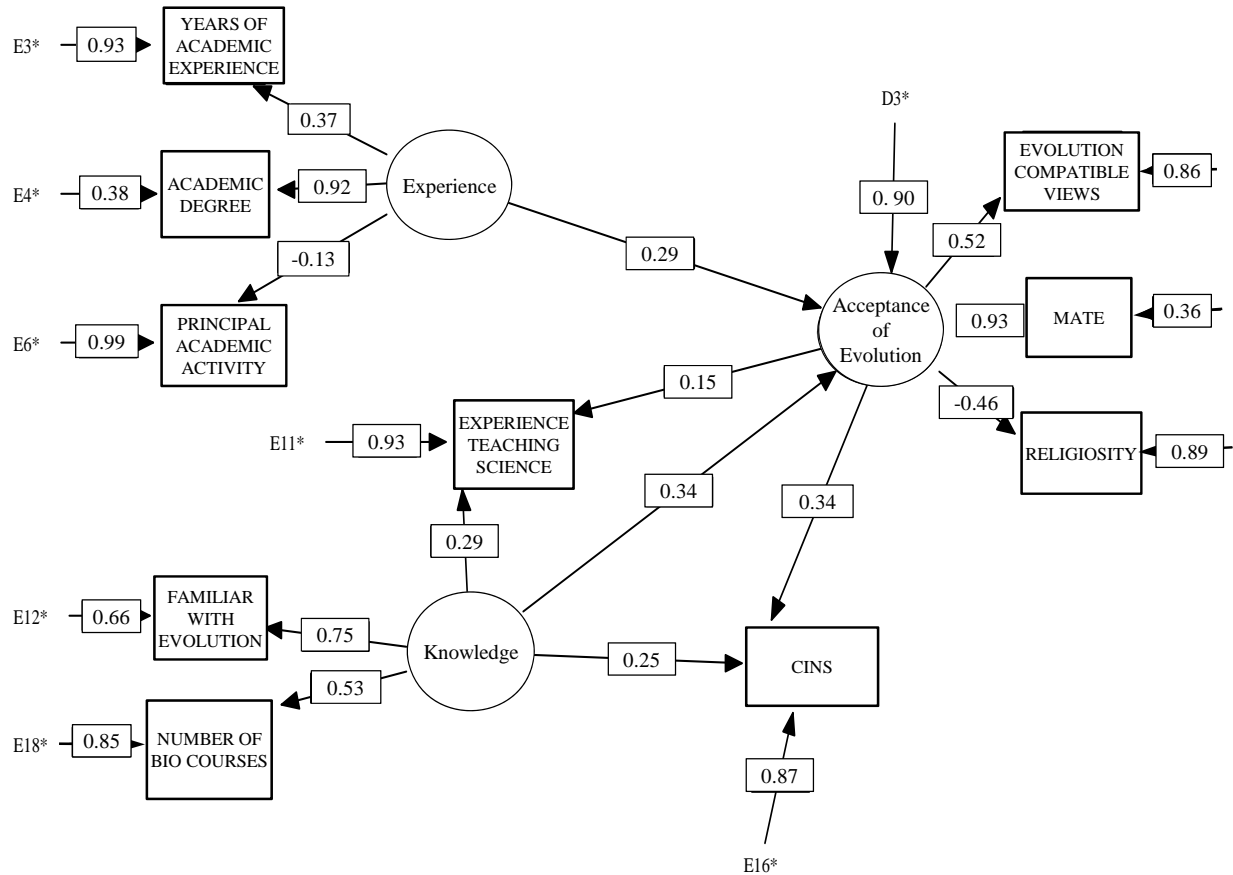 YEARS OF
ACADEMIC
EXPERIENCE
E3*
0.93
0.37
D3*
EVOLUTION
COMPATIBLE
VIEWS
0.86
ACADEMIC
DEGREE
E4*
0.38
0.92
Experience
0. 90
0.52
-0.13
0.29
PRINCIPAL
ACADEMIC
ACTIVITY
E6*
0.99
Acceptance
of
Evolution
0.93
MATE
0.36
0.15
-0.46
EXPERIENCE
TEACHING
SCIENCE
E11*
0.93
RELIGIOSITY
0.89
0.34
0.34
0.29
FAMILIAR
WITH
EVOLUTION
E12*
0.66
0.75
Knowledge
0.25
CINS
0.53
NUMBER OF
BIO COURSES
E18*
0.85
0.87
E16*